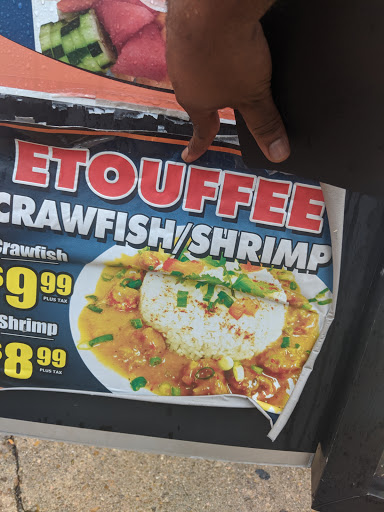 ETOUFFEE
CRAWFISH/SHRIMP
Crawfish
$9.99
PLUS TAX
Shrimp
$8.99
PLUS TAX